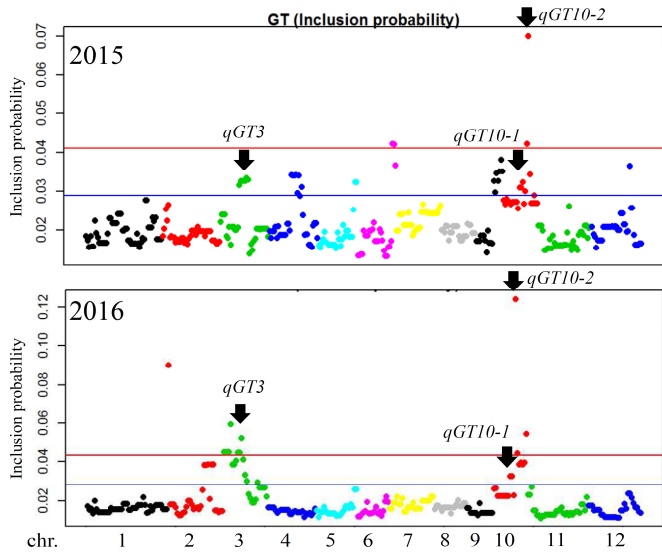 GT (Inclusion probability)
qGT10-2
2015
Inclusion probability
0.07
0.06
0.05
0.04
0.03
0.02
qGT3
qGT10-1
qGT10-2
2016
Inclusion probability
0.12
0.10
0.08
0.06
0.04
0.02
qGT3
qGT10-1
chr. 1 2 3 4 5 6 7 8 9 10 11 12